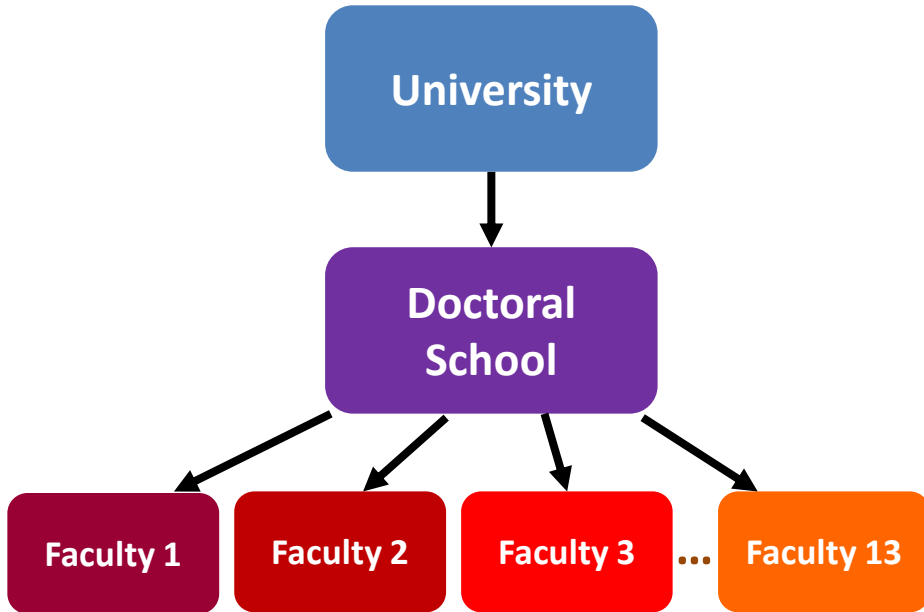 University
Doctoral
School
Faculty 1
Faculty 2
Faculty 3
...
Faculty 13